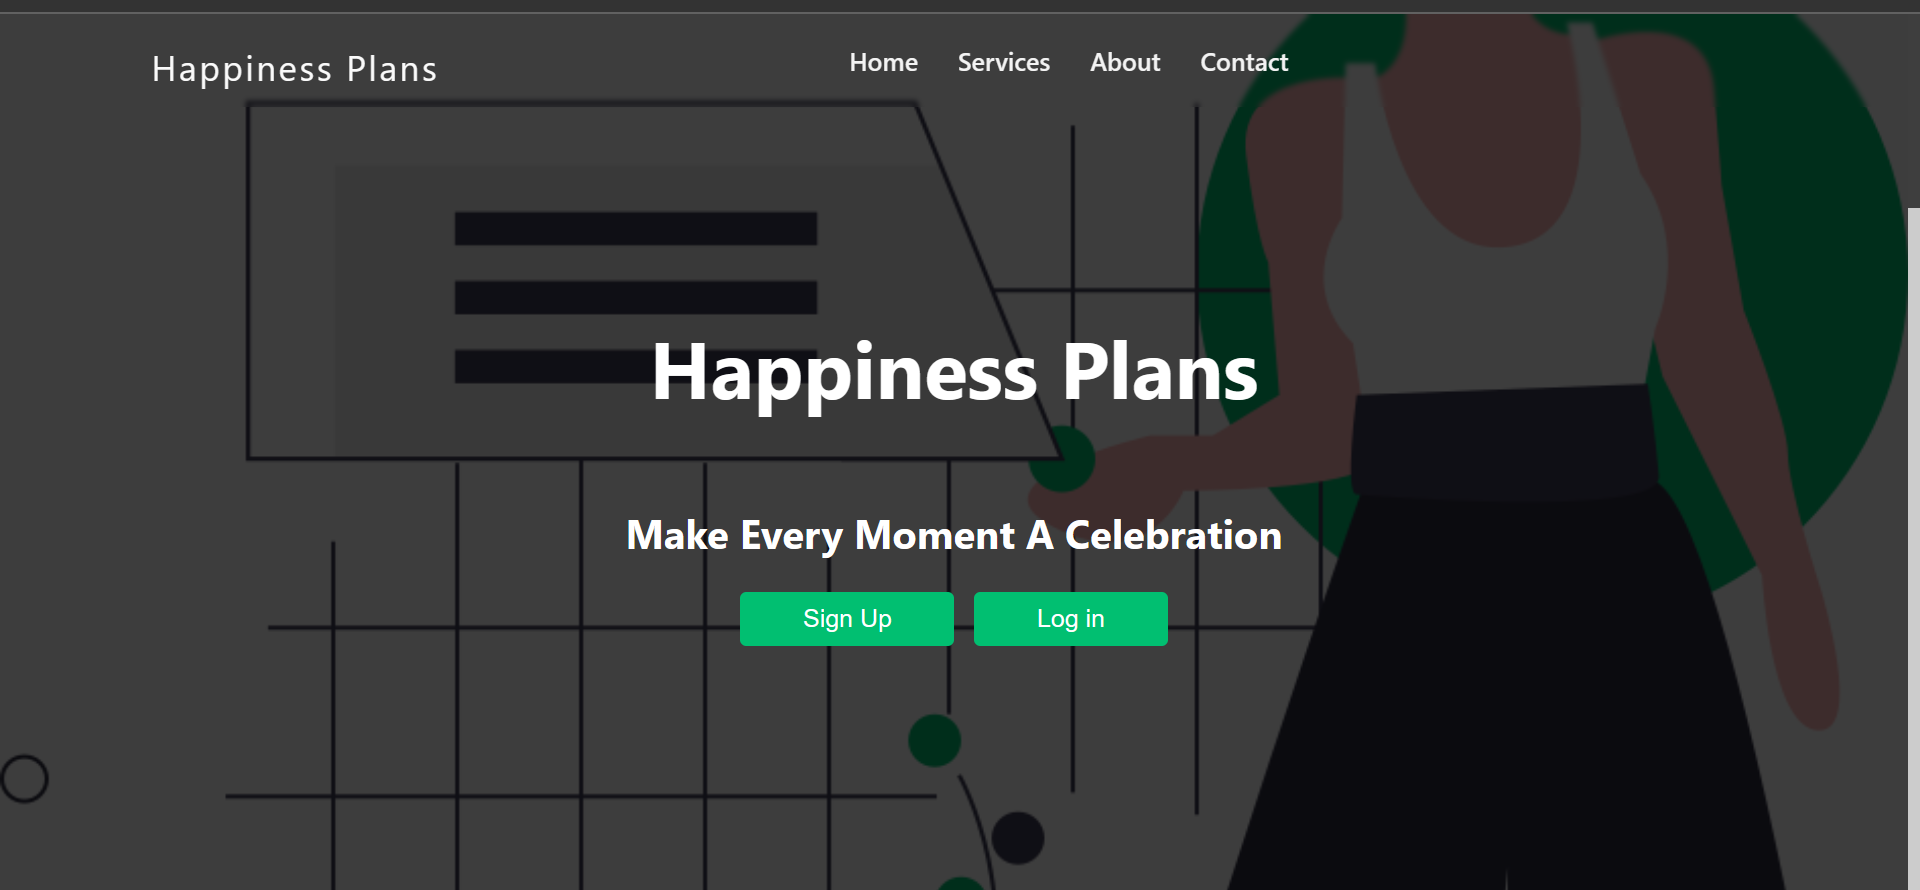 Happiness Plans
Home Services About Contact
Happiness Plans
Make Every Moment A Celebration
Sign Up Log in